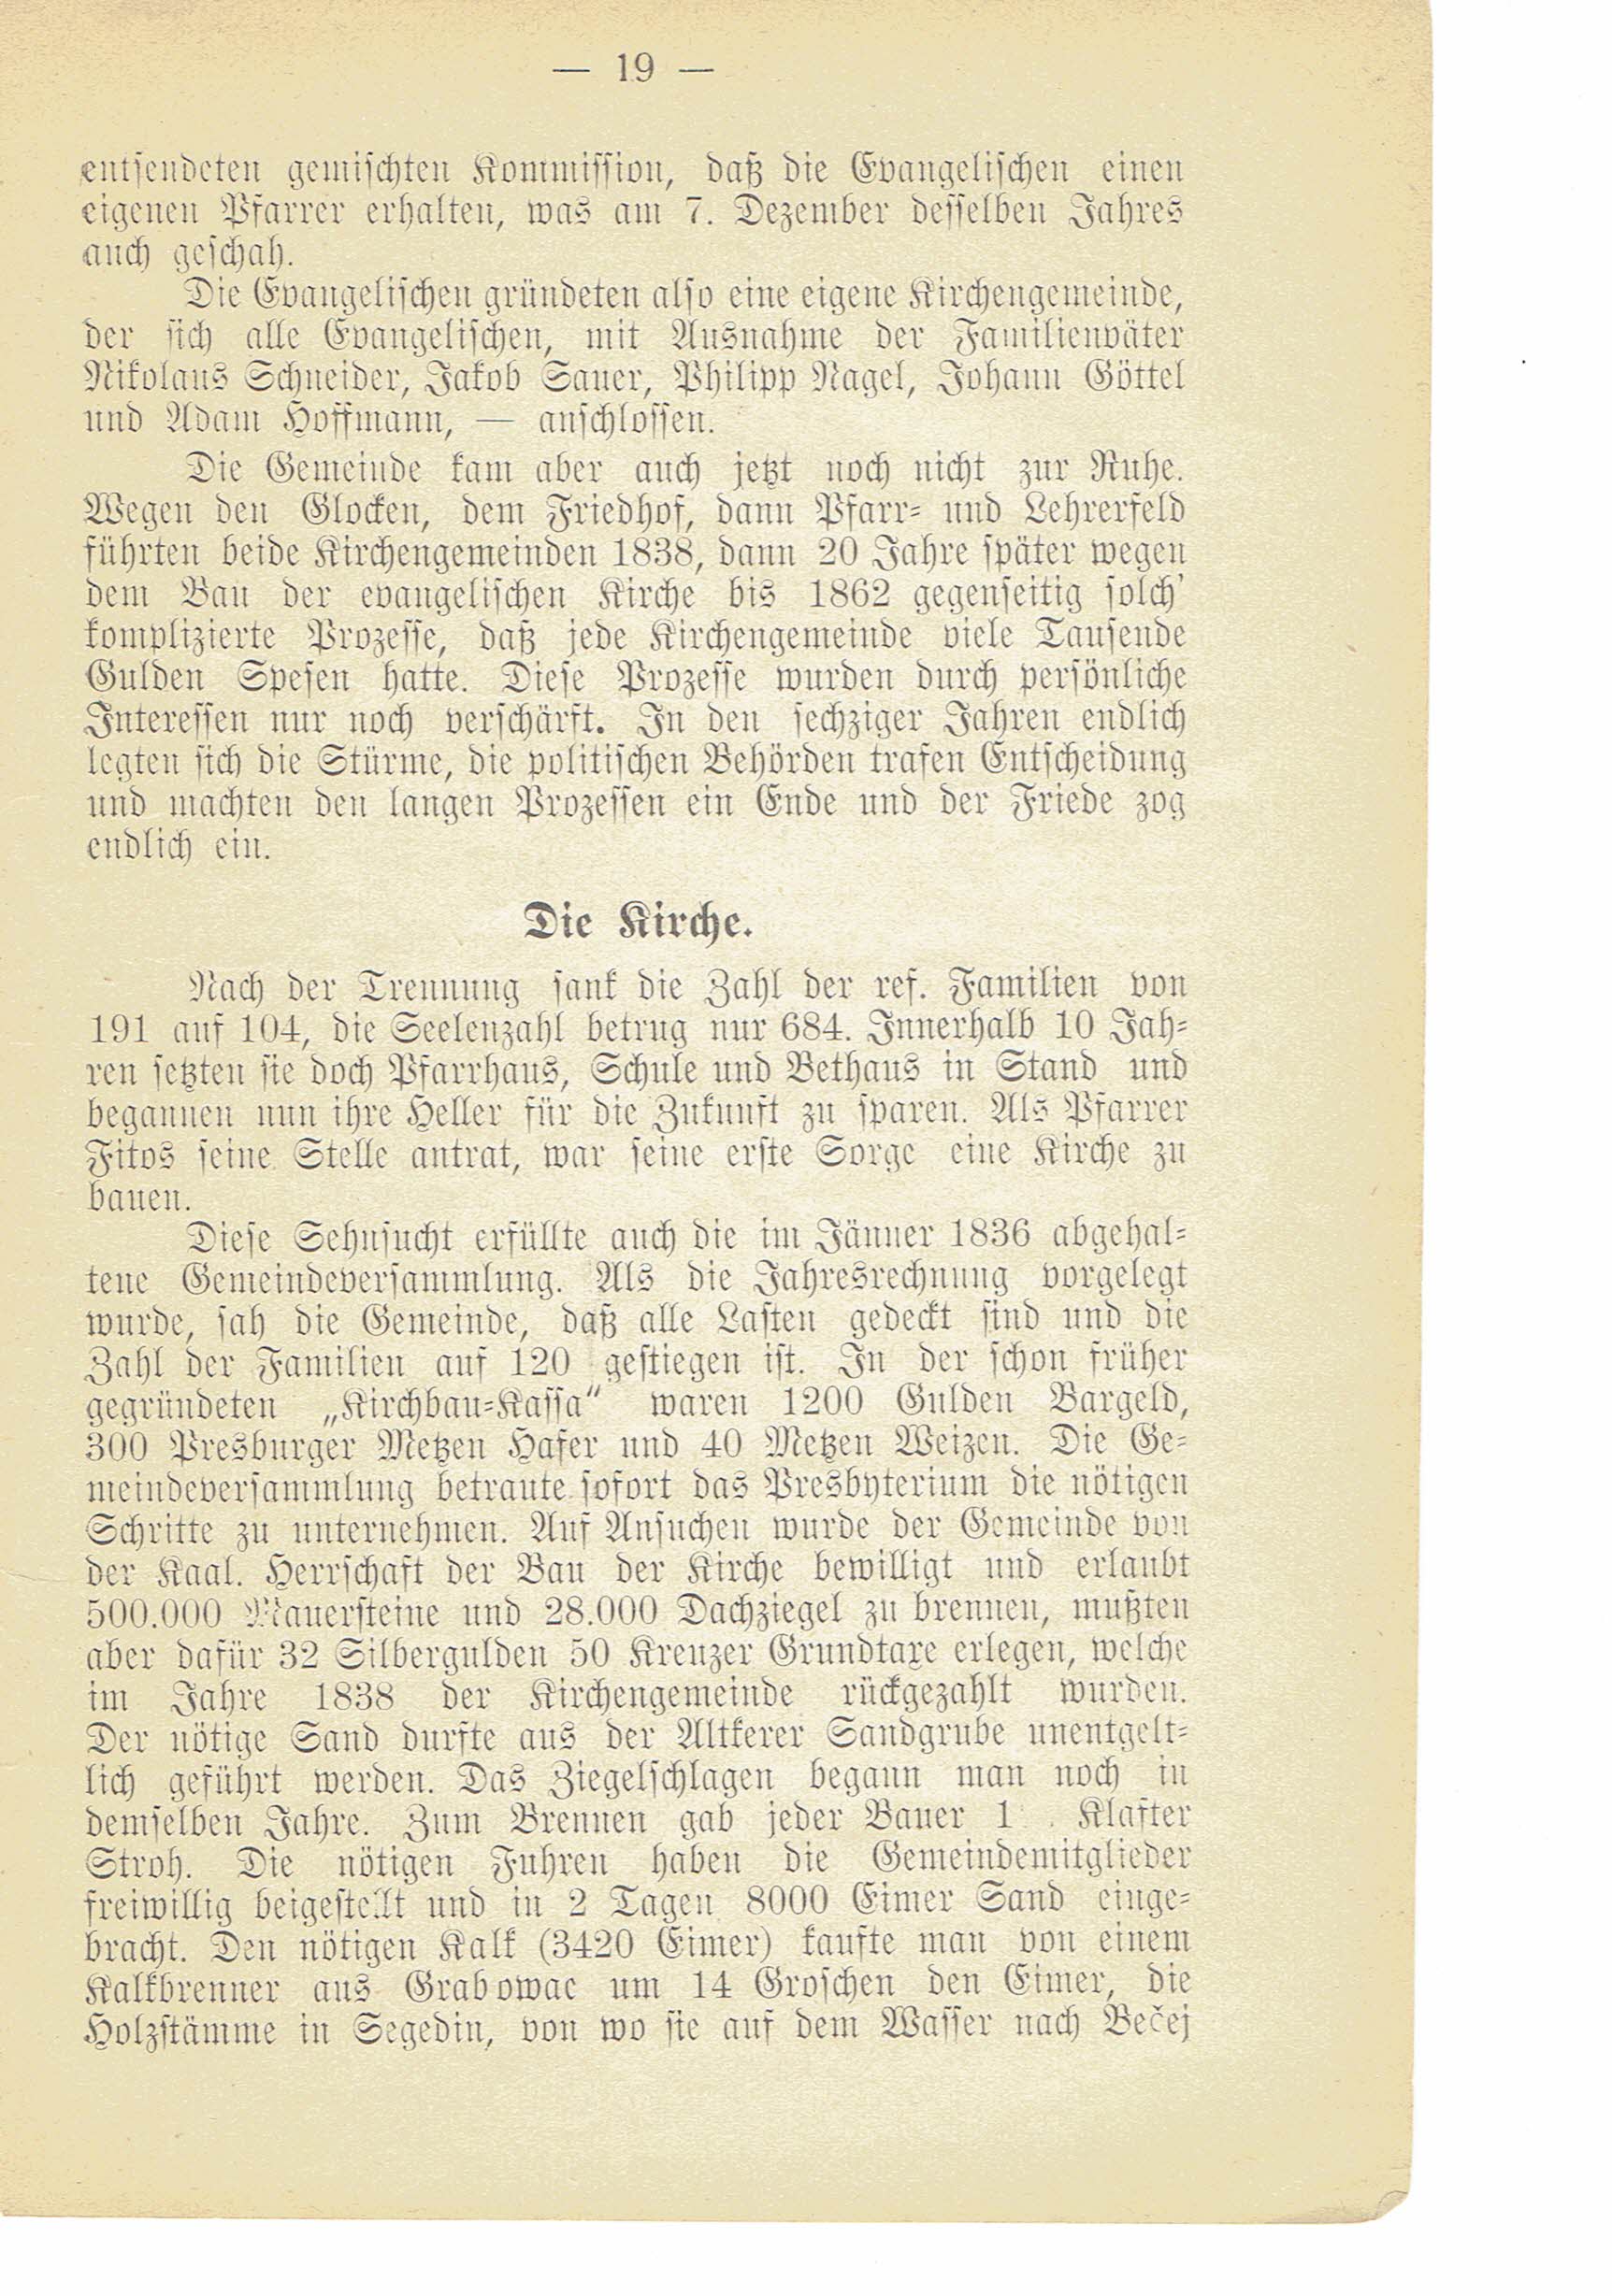 — 19 —
entsendeten gemischten Kommission, daß die Evangelischen einen
eigenen Pfarrer erhalten, was am 7. Dezember desselben Jahres
auch geschah.
Die Evangelischen gründeten also eine eigene Kirchengemeinde,
der sich alle Evangelischen, mit Ausnahme der Familienväter
Nikolaus Schneider, Jakob Sauer, Philipp Nagel, Johann Göttel
und Adam Hoffmann, — anschlossen.
Die Gemeinde kam aber auch jetzt noch nicht zur Ruhe.
Wegen den Glocken, dem Friedhof, dann Pfarr- und Lehrerfeld
führten beide Kirchengemeinden 1838, dann 20 Jahre später wegen
dem Bau der evangelischen Kirche bis 1862 gegenseitig solch'
komplizierte Prozesse, daß jede Kirchengemeinde viele Tausende
Gulden Spesen hatte. Diese Prozesse wurden durch persönliche
Interessen nur noch verschärft. In den sechziger Jahren endlich
legten sich die Stürme, die politischen Behörden trafen Entscheidung
und machten den langen Prozessen ein Ende und der Friede zog
endlich ein.
Die Kirche.
Nach der Trennung sank die Zahl der ref. Familien von
191 auf 104, die Seelenzahl betrug nur 684. Innerhalb 10 Jah-
ren setzten sie doch Pfarrhaus, Schule und Bethaus in Stand und
begannen nun ihre Heller für die Zukunft zu sparen. Als Pfarrer
Fitos seine Stelle antrat, war seine erste Sorge eine Kirche zu
bauen.
Diese Sehnsucht erfüllte auch die im Jänner 1836 abgehal-
tene Gemeindeversammlung. Als die Jahresrechnung vorgelegt
wurde, sah die Gemeinde, daß alle Lasten gedeckt sind und die
Zahl der Familien auf 120 gestiegen ist. In der schon früher
gegründeten „Kirchbau-Kassa“ waren 1200 Gulden Bargeld,
300 Presburger Metzen Hafer und 40 Metzen Weizen. Die Ge-
meindeversammlung betraute sofort das Presbyterium die nötigen
Schritte zu unternehmen. Auf Ansuchen wurde der Gemeinde von
der Kaal. Herrschaft der Bau der Kirche bewilligt und erlaubt
500.000 Mauersteine und 28.000 Dachziegel zu brennen, mußten
aber dafür 32 Silbergulden 50 Kreuzer Grundtaxe erlegen, welche
im Jahre 1838 der Kirchengemeinde rückgezahlt wurden.
Der nötige Sand durfte aus der Altkerer Sandgrube unentgelt-
lich geführt werden. Das Ziegelschlagen begann man noch in
demselben Jahre. Zum Brennen gab jeder Bauer 1 Klafter
Stroh. Die nötigen Fuhren haben die Gemeindemitglieder
freiwillig beigestellt und in 2 Tagen 8000 Eimer Sand einge-
bracht. Den nötigen Kalk (3420 Eimer) kaufte man von einem
Kalkbrenner aus Grabowac um 14 Groschen den Eimer, die
Holzstämme in Segedin, von wo sie auf dem Wasser nach Bečej